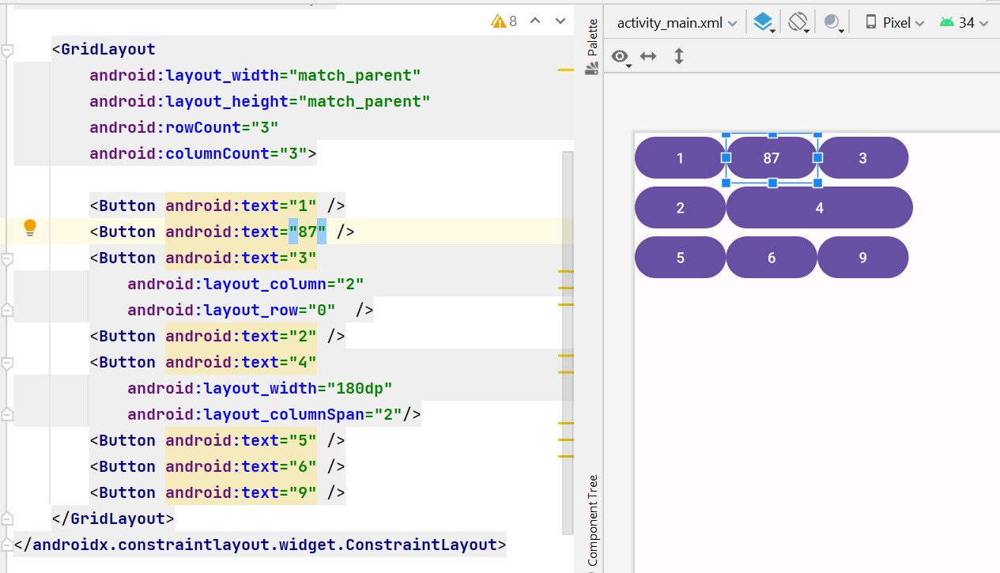 8
<GridLayout
android:layout_width="match_parent"
android:layout_height="match_parent"
android:rowCount="3"
android:columnCount="3">
<Button android:text="1" />
<Button android:text="87" />
<Button android:text="3"
android:layout_column="2"
android:layout_row="0"  />
<Button android:text="2" />
<Button android:text="4"
android:layout_width="180dp"
android:layout_columnSpan="2"/>
<Button android:text="5" />
<Button android:text="6" />
<Button android:text="9" />
</GridLayout>
</androidx.constraintlayout.widget.ConstraintLayout>
Palette
Component Tree
activity_main.xml Pixel 34
1 87 3
2 4
5 6 9